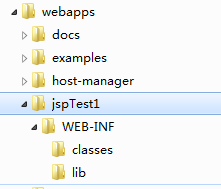 webapps
docs
examples
host-manager
jspTest1
WEB-INF
classes
lib